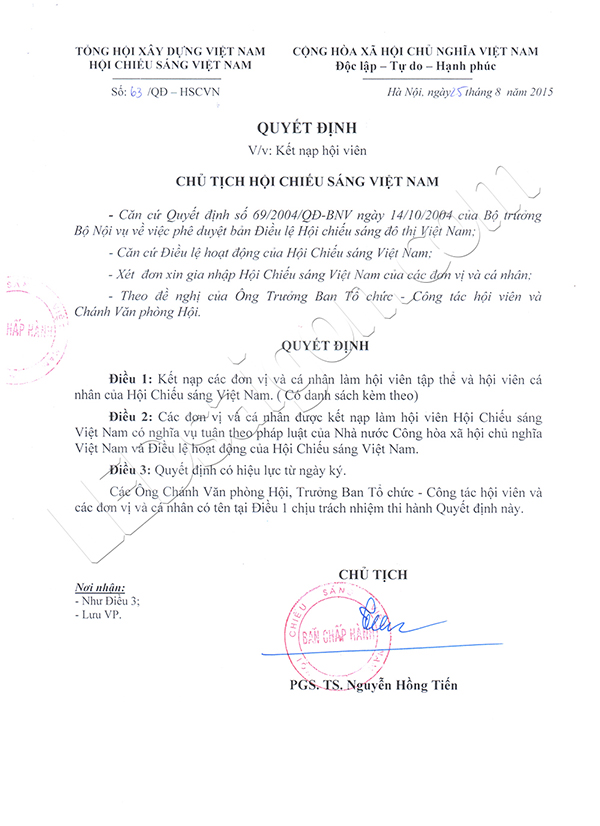 TỔNG HỘI XÂY DỰNG VIỆT NAM
HỘI CHIẾU SÁNG VIỆT NAM
Số: 63 /QĐ – HSCVN
CỘNG HÒA XÃ HỘI CHỦ NGHĨA VIỆT NAM
Độc lập – Tự do – Hạnh phúc
Hà Nội, ngày 25 tháng 8 năm 2015
QUYẾT ĐỊNH
V/v: Kết nạp hội viên
CHỦ TỊCH HỘI CHIẾU SÁNG VIỆT NAM
- Căn cứ Quyết định số 69/2004/QĐ-BNV ngày 14/10/2004 của Bộ trưởng
Bộ Nội vụ về việc phê duyệt bản Điều lệ Hội chiếu sáng đô thị Việt Nam;
- Căn cứ Điều lệ hoạt động của Hội Chiếu sáng Việt Nam;
- Xét đơn xin gia nhập Hội Chiếu sáng Việt Nam của các đơn vị và cá nhân;
- Theo đề nghị của Ông Trưởng Ban Tổ chức - Công tác hội viên và
Chánh Văn phòng Hội.
QUYẾT ĐỊNH
Điều 1: Kết nạp các đơn vị và cá nhân làm hội viên tập thể và hội viên cá
nhân của Hội Chiếu sáng Việt Nam. ( Có danh sách kèm theo)
Điều 2: Các đơn vị và cá nhân được kết nạp làm hội viên Hội Chiếu sáng
Việt Nam có nghĩa vụ tuân theo pháp luật của Nhà nước Công hòa xã hội chủ nghĩa
Việt Nam và Điều lệ hoạt động của Hội Chiếu sáng Việt Nam.
Điều 3: Quyết định có hiệu lực từ ngày ký.
Các Ông Chánh Văn phòng Hội, Trưởng Ban Tổ chức - Công tác hội viên và
các đơn vị và cá nhân có tên tại Điều 1 chịu trách nhiệm thi hành Quyết định này.
CHỦ TỊCH
Nơi nhận:
- Như Điều 3;
- Lưu VP.
HỘI CHIẾU SÁNG
BAN CHẤP HÀNH
PGS. TS. Nguyễn Hồng Tiến
CHẤP HÀNH